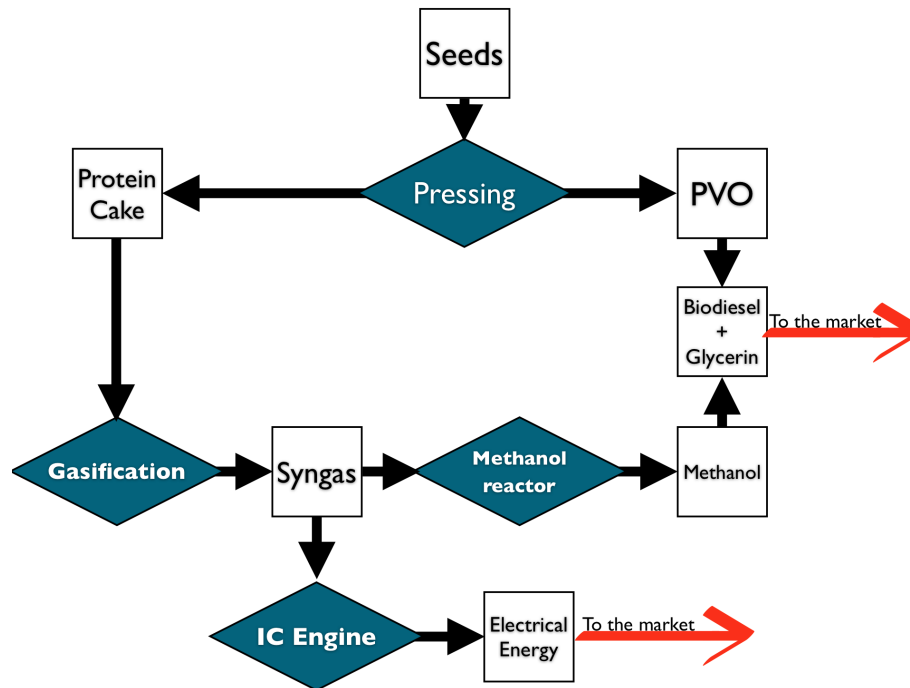 Seeds
Pressing
Protein
Cake
PVO
Biodiesel
+
Glycerin
To the market
Gasification
Syngas
Methanol
reactor
Methanol
IC Engine
Electrical
Energy
To the market